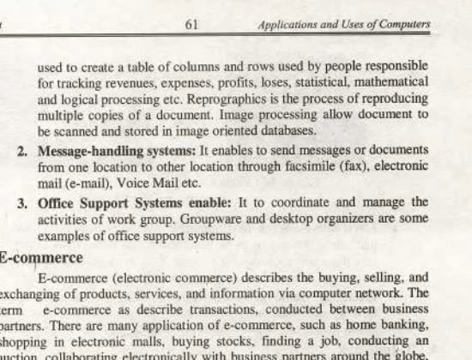 61 Applications and Uses of Computers
used to create a table of columns and rows used by people responsible
for tracking revenues, expenses, profits, loses, statistical, mathematical
and logical processing etc. Reprographics is the process of reproducing
multiple copies of a document. Image processing allow document to
be scanned and stored in image oriented databases.
2. Message-handling systems: It enables to send messages or documents
from one location to other location through facsimile (fax), electronic
mail (e-mail), Voice Mail etc.
3. Office Support Systems enable: It to coordinate and manage the
activities of work group. Groupware and desktop organizers are some
examples of office support systems.
E-commerce
E-commerce (electronic commerce) describes the buying, selling, and
exchanging of products, services, and information via computer network. The
term e-commerce as describe transactions, conducted between business
partners. There are many application of e-commerce, such as home banking,
shopping in electronic malls, buying stocks, finding a job, conducting an
auction, collaborating electronically with business partners around the globe,